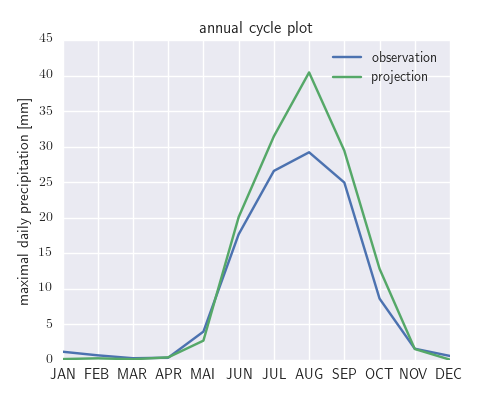 annual cycle plot
45
40
35
30
25
20
15
10
5
0
maximal daily precipitation [mm]
observation
projection
JAN FEB MAR APR MAI JUN JUL AUG SEP OCT NOV DEC